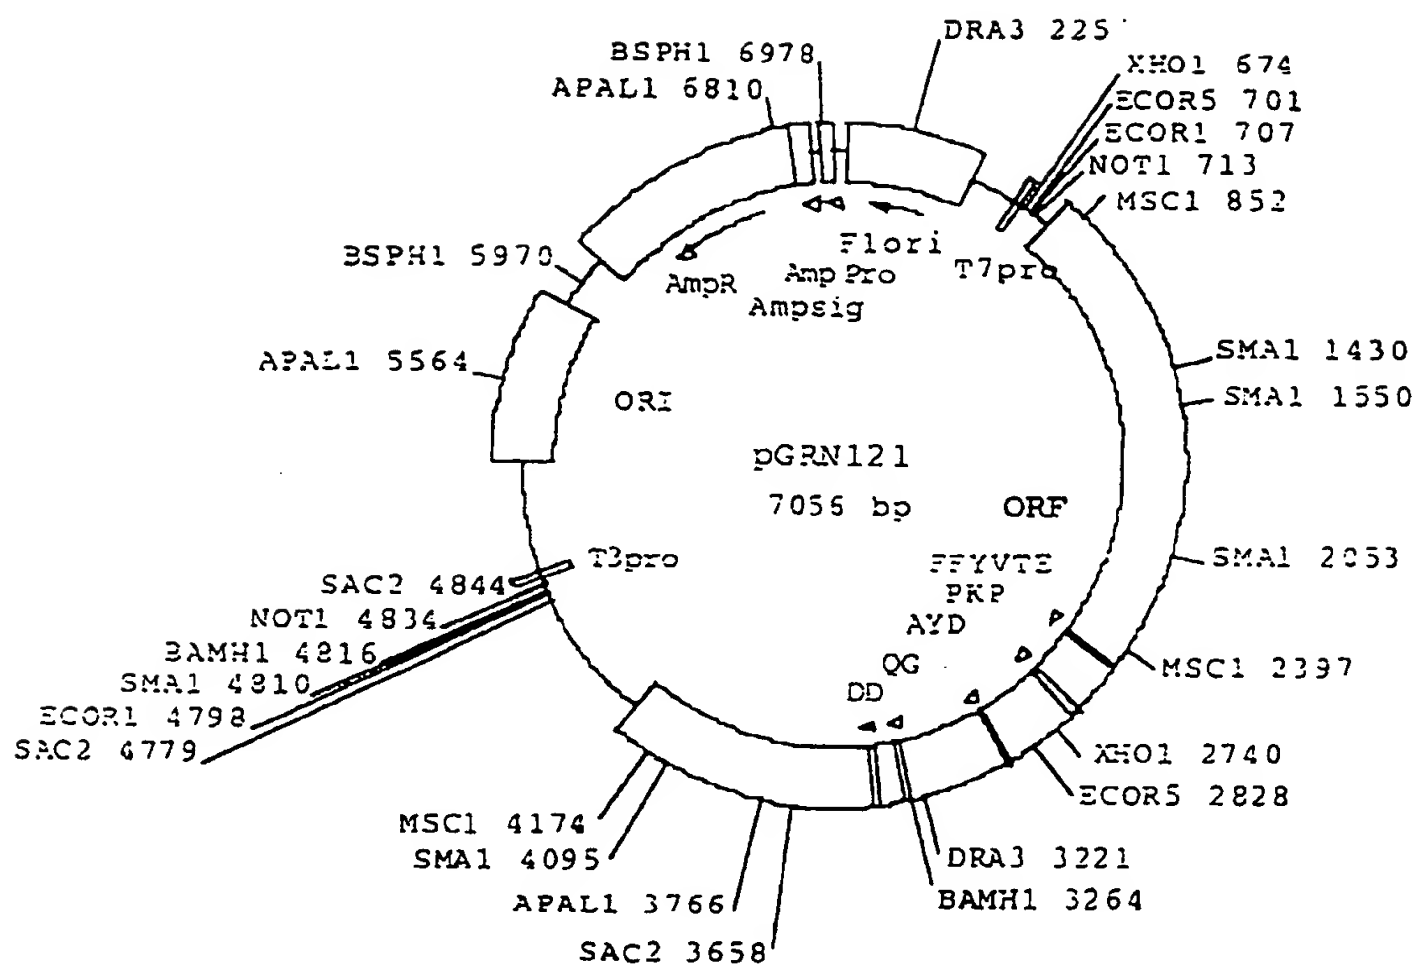 DRA3 225
BSPH1 6978
XHO1 674
APAL1 6810
ECOR5 701
ECOR1 707
NOT1 713
MSC1 852
BSPH1 5970
F1ori
T7pro
AmpR
Amp Pro
Ampsig
APAL1 5564
SMA1 1430
SMA1 1550
ORI
pGRN121
7056 bp
ORF
T3pro
SMA1 2053
FFYVTE
PKP
SAC2 4844
NOT1 4834
AYD
BAMH1 4816
QG
MSC1 2397
SMA1 4810
DD
ECOR1 4798
SAC2 4779
XHO1 2740
ECOR5 2828
MSC1 4174
SMA1 4095
DRA3 3221
APAL1 3766
BAMH1 3264
SAC2 3658